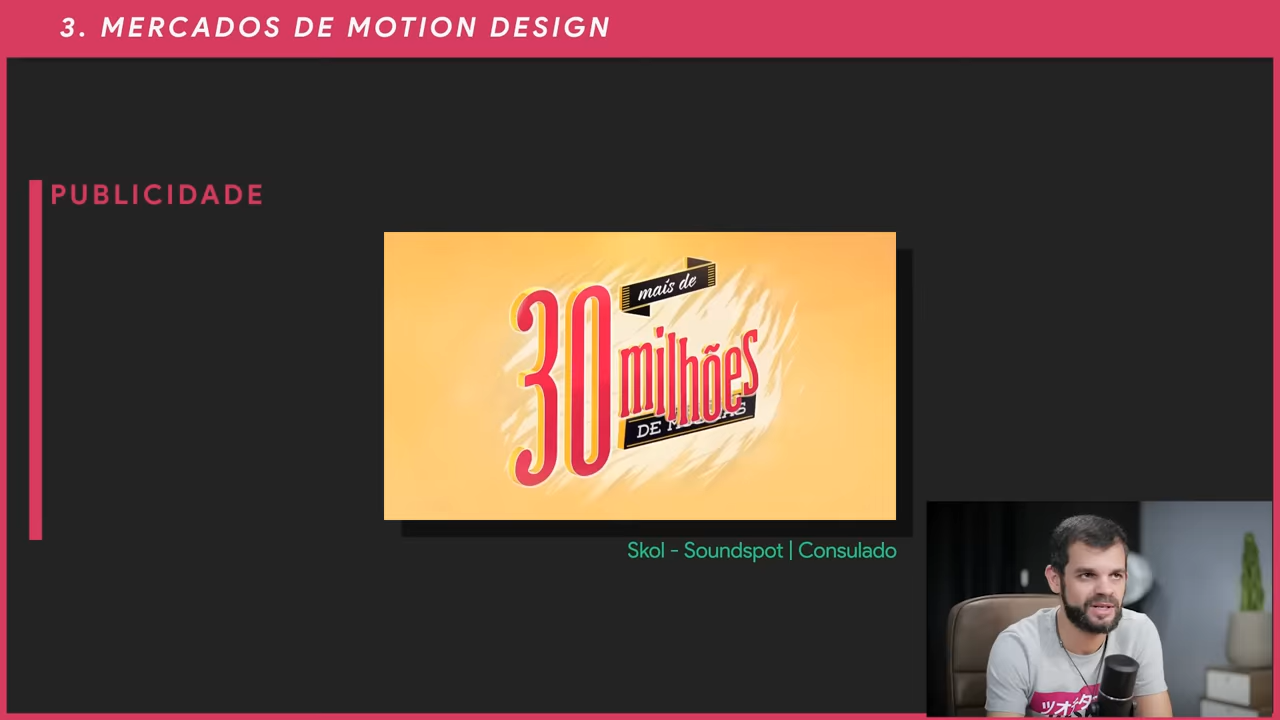 3. MERCADOS DE MOTION DESIGN
PUBLICIDADE
mais de
30 milhões
DE
Skol - Soundspot | Consulado